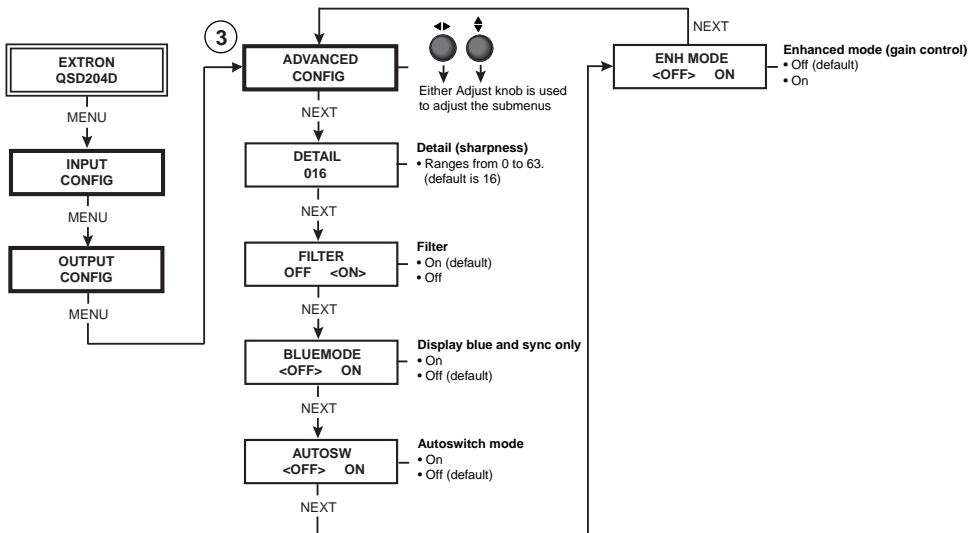 EXTRON
QSD204D
MENU
INPUT
CONFIG
MENU
OUTPUT
CONFIG
MENU
3
ADVANCED
CONFIG
Either Adjust knob is used
to adjust the submenus
NEXT
DETAIL
016
Detail (sharpness)
• Ranges from 0 to 63.
(default is 16)
NEXT
FILTER
OFF <ON>
Filter
• On (default)
• Off
NEXT
BLUEMODE
<OFF> ON
Display blue and sync only
• On
• Off (default)
NEXT
AUTOSW
<OFF> ON
Autoswitch mode
• On
• Off (default)
NEXT
ENH MODE
<OFF> ON
Enhanced mode (gain control)
• Off (default)
• On
NEXT